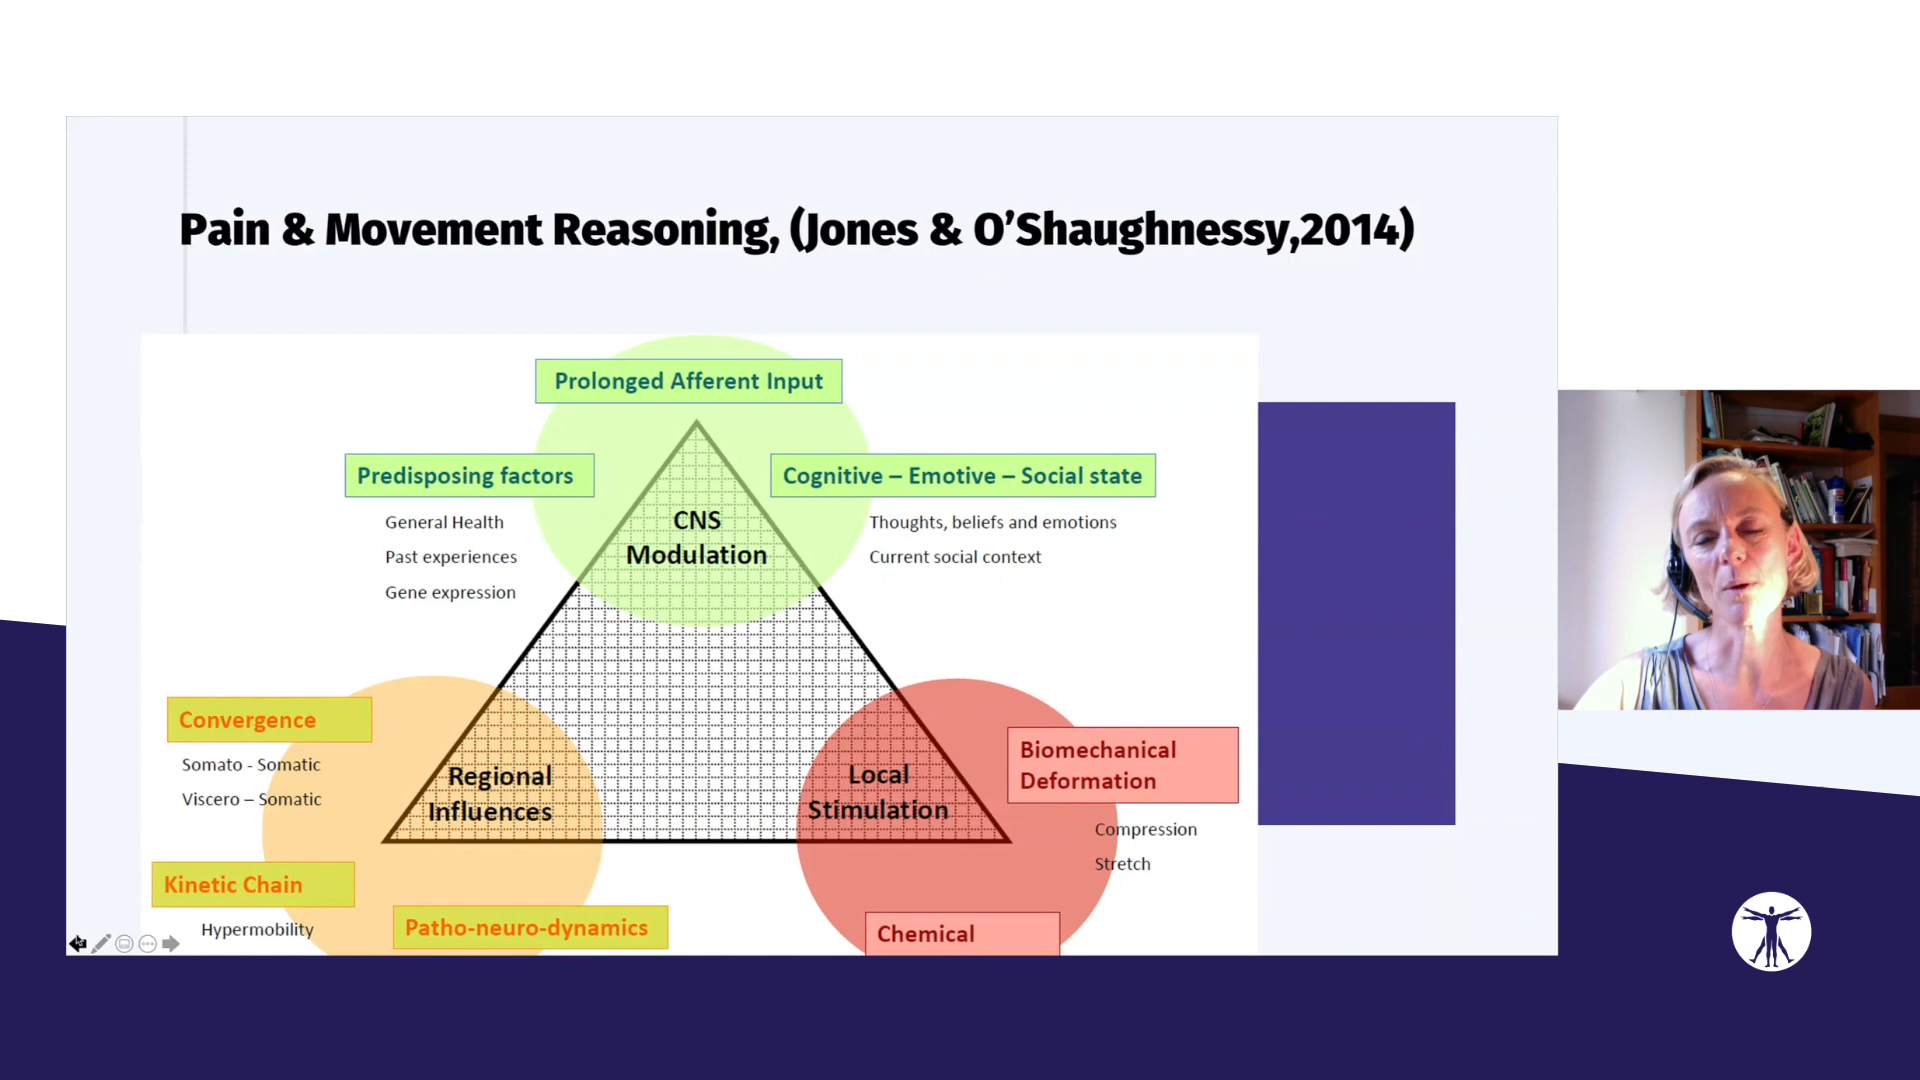 Pain & Movement Reasoning, (Jones & O’Shaughnessy,2014)
Prolonged Afferent Input
Predisposing factors
General Health
Past experiences
Gene expression
Cognitive – Emotive – Social state
Thoughts, beliefs and emotions
Current social context
CNS
Modulation
Convergence
Somato - Somatic
Viscero – Somatic
Regional
Influences
Local
Stimulation
Biomechanical
Deformation
Compression
Stretch
Kinetic Chain
Hypermobility
Patho-neuro-dynamics
Chemical